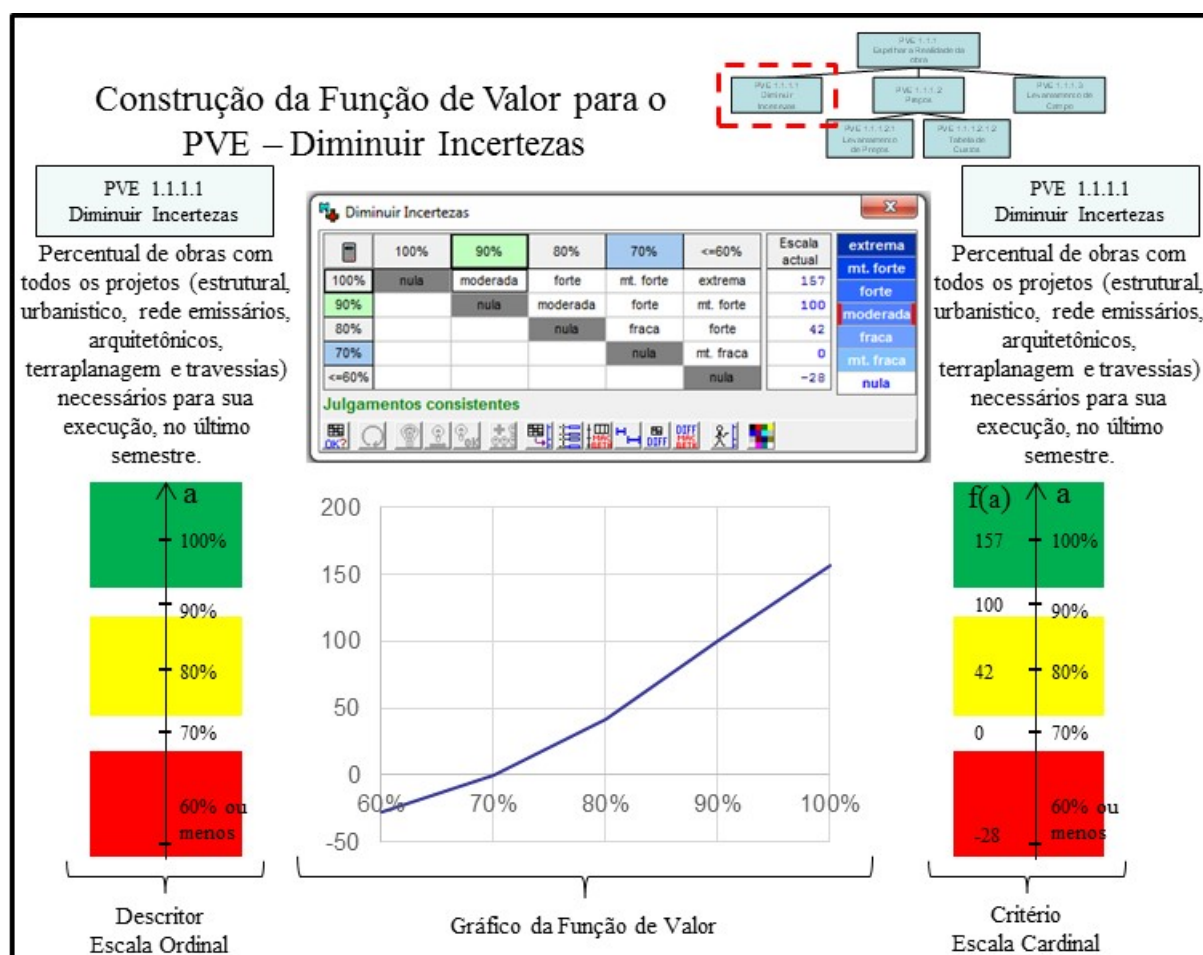 Construção da Função de Valor para o
PVE – Diminuir Incertezas
PVE 1.1.1
Espelhar a Realidade da
obra
PVE 1.1.1.1
Diminuir
Incertezas
PVE 1.1.1.2
Preços
PVE 1.1.1.3
Levantamento de
Campo
PVE 1.1.1.2.1
Levantamento
de Preços
Tabela de
Custos
PVE 1.1.1.1
Diminuir Incertezas
Percentual de obras com
todos os projetos (estrutural,
urbanistico, rede emissários,
arquitetônicos,
terraplanagem e travessias)
necessários para sua
execução, no último
semestre.
Diminuir Incertezas
100% 90% 80% 70% <=60% Escala
actual
100% nula moderada forte mt. forte extrema 157
90% nula moderada forte mt. forte 100
80% nula fraca forte 42
70% nula mt. fraca 0
<=60% nula -28
Julgamentos consistentes
extrema
mt. forte
forte
moderada
fraca
mt. fraca
nula
PVE 1.1.1.1
Diminuir Incertezas
Percentual de obras com
todos os projetos (estrutural,
urbanistico, rede emissários,
arquitetônicos,
terraplanagem e travessias)
necessários para sua
execução, no último
semestre.
a
100%
90%
80%
70%
60% ou
menos
Descritor
Escala Ordinal
200
150
100
50
0
-50
60% 70% 80% 90% 100%
Gráfico da Função de Valor
f(a) a
157 100%
100 90%
42 80%
0 70%
60% ou
-28 menos
Critério
Escala Cardinal